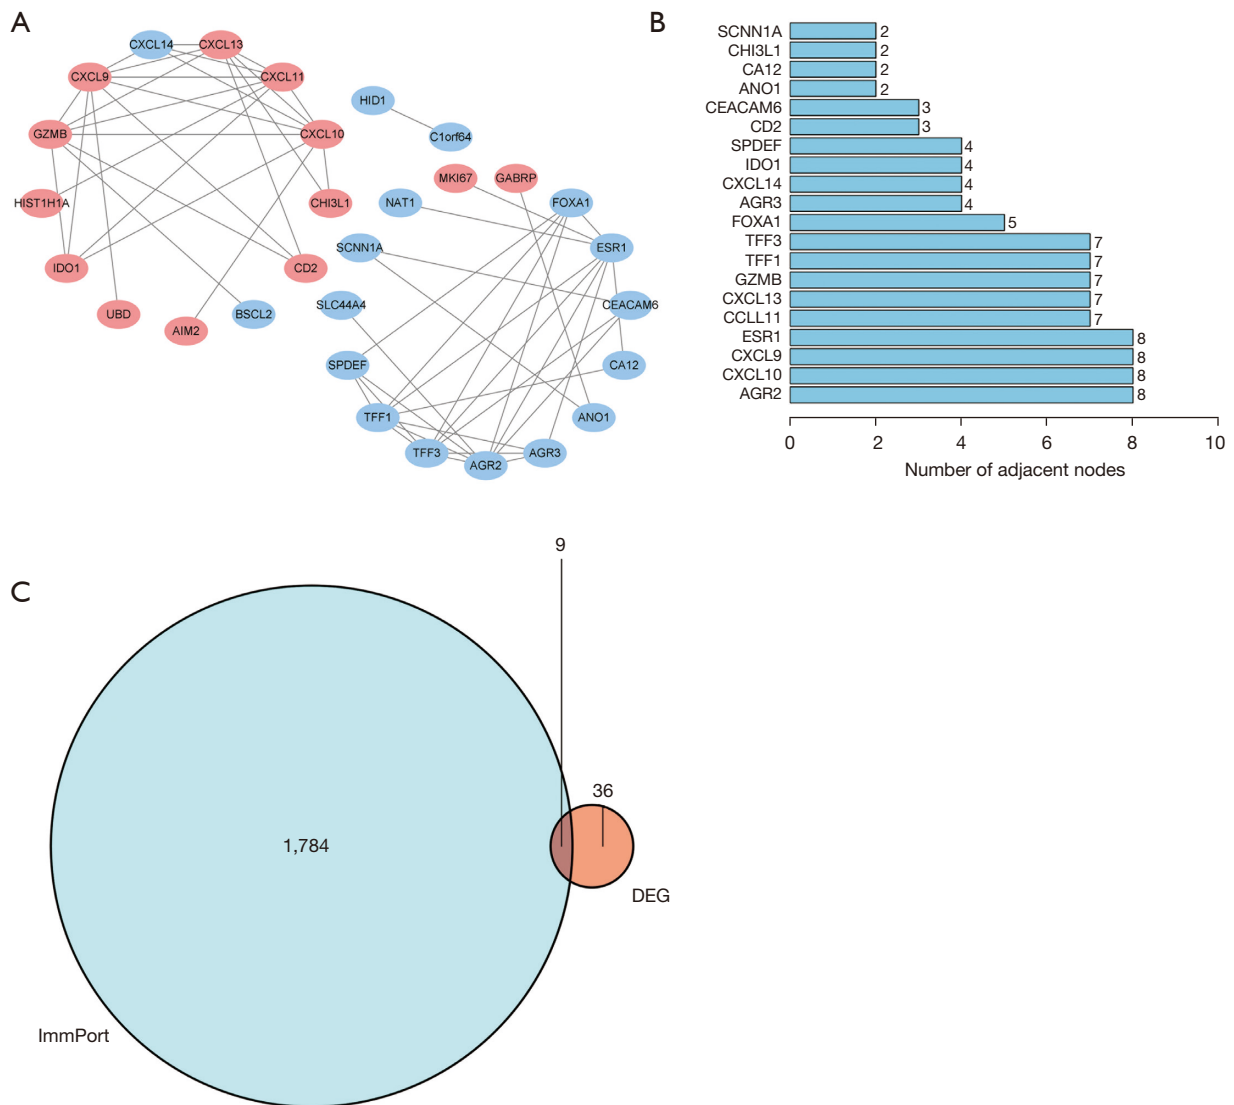 A
CXCL14
CXCL13
CXCL9
CXCL11
GZMB
CXCL10
HIST1H1A
CHI3L1
IDO1
CD2
UBD
AIM2
BSCL2
HID1
C1orf64
MKI67
GABRP
NAT1
FOXA1
SCNN1A
ESR1
SLC44A4
CEACAM6
SPDEF
CA12
TFF1
ANO1
TFF3
AGR2
AGR3
B
SCNN1A 2
CHI3L1 2
CA12 2
ANO1 2
CEACAM6 3
CD2 3
SPDEF 4
IDO1 4
CXCL14 4
AGR3 4
FOXA1 5
TFF3 7
TFF1 7
GZMB 7
CXCL13 7
CCLL11 7
ESR1 8
CXCL9 8
CXCL10 8
AGR2 8
0 2 4 6 8 10
Number of adjacent nodes
C
9
36
1,784
DEG
ImmPort